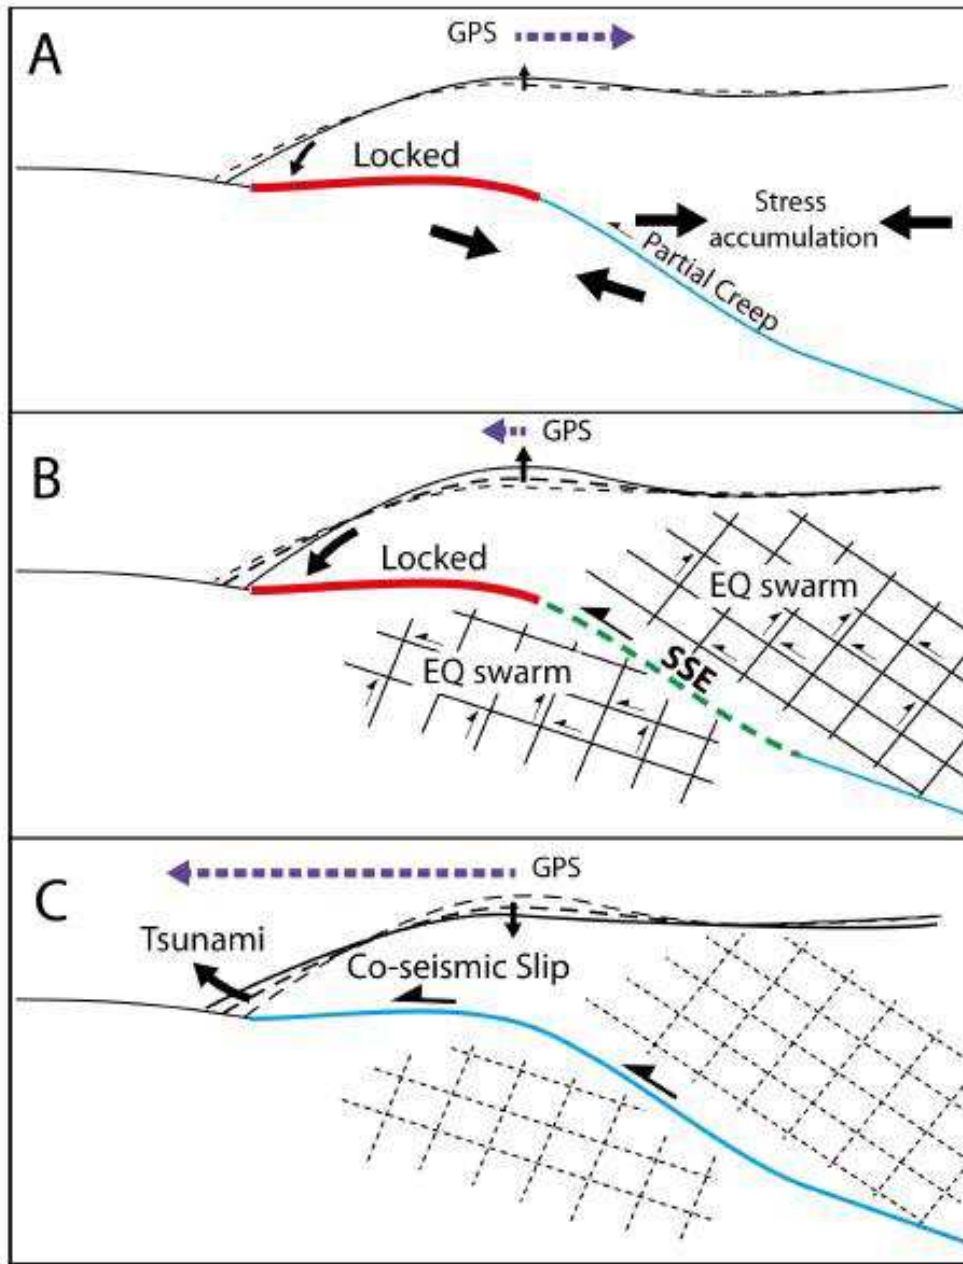 A
GPS
Locked
Stress
accumulation
Partial Creep
B
GPS
Locked
EQ swarm
EQ swarm
SSE
C
GPS
Tsunami
Co-seismic Slip